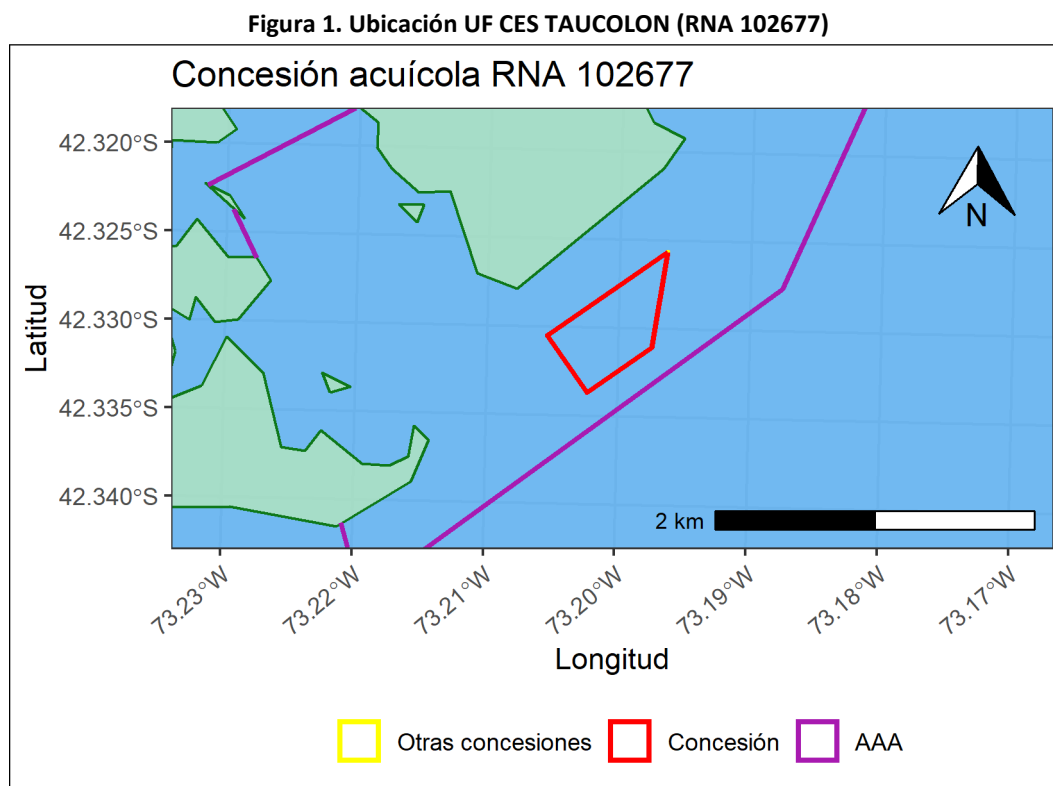 Figura 1. Ubicación UF CES TAUCOLON (RNA 102677)
Concesión acuícola RNA 102677
42.320°S
42.325°S
42.330°S
42.335°S
42.340°S
Latitud
N
2 km
73.23°W
73.22°W
73.21°W
73.20°W
73.19°W
73.18°W
73.17°W
Longitud
Otras concesiones
Concesión
AAA